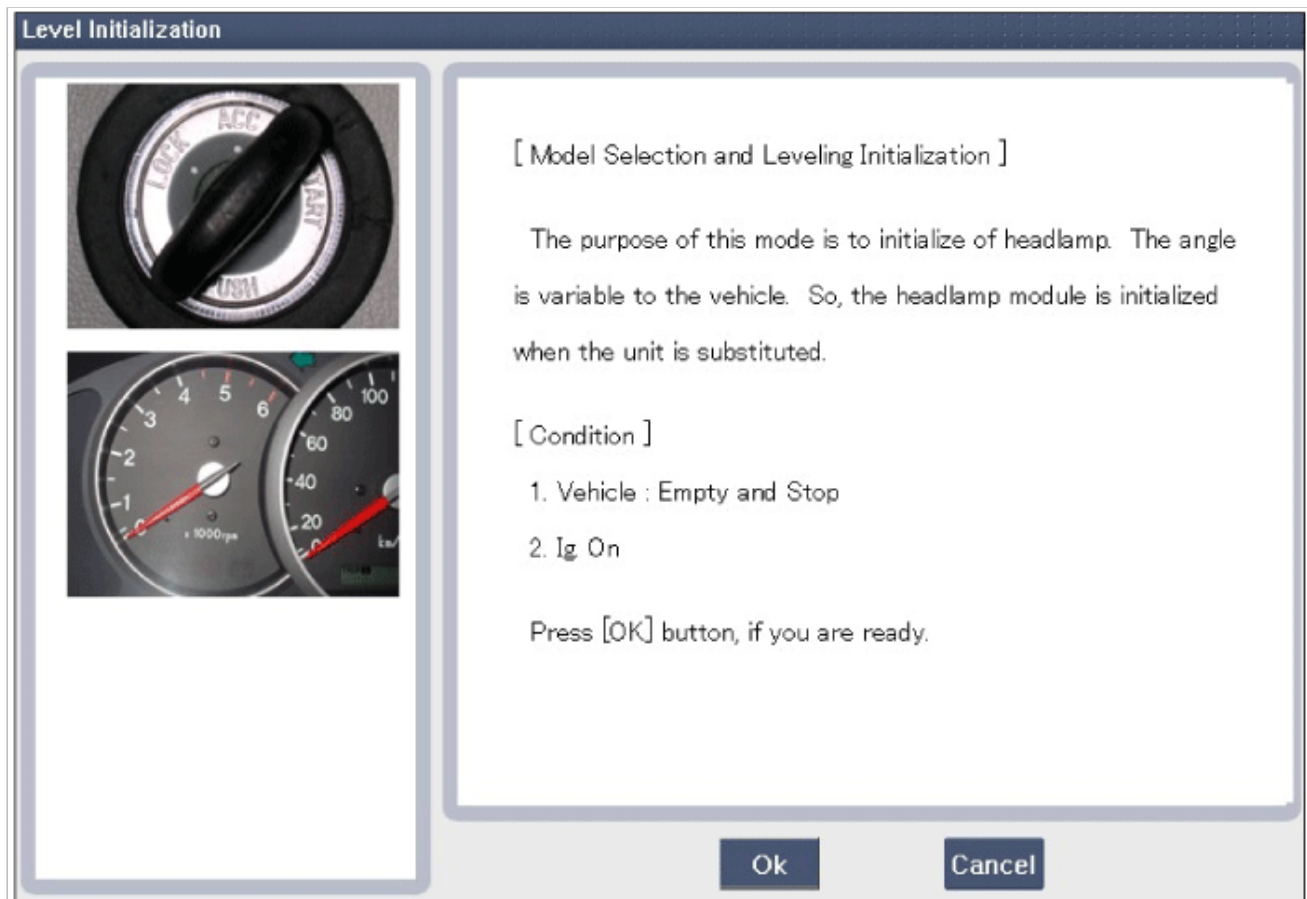 Level Initialization
ACC
LOCK
START
PUSH
1
2
3
4
5
6
x 1000rpm
0
20
40
60
80
100
km/
[ Model Selection and Leveling Initialization ]
The purpose of this mode is to initialize of headlamp. The angle
is variable to the vehicle. So, the headlamp module is initialized
when the unit is substituted.
[ Condition ]
1. Vehicle : Empty and Stop
2. Ig On
Press [OK] button, if you are ready.
Ok
Cancel